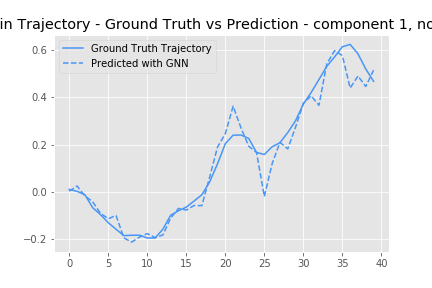 in Trajectory - Ground Truth vs Prediction - component 1, no
Ground Truth Trajectory
Predicted with GNN
0.6
0.4
0.2
0.0
−0.2
0 5 10 15 20 25 30 35 40